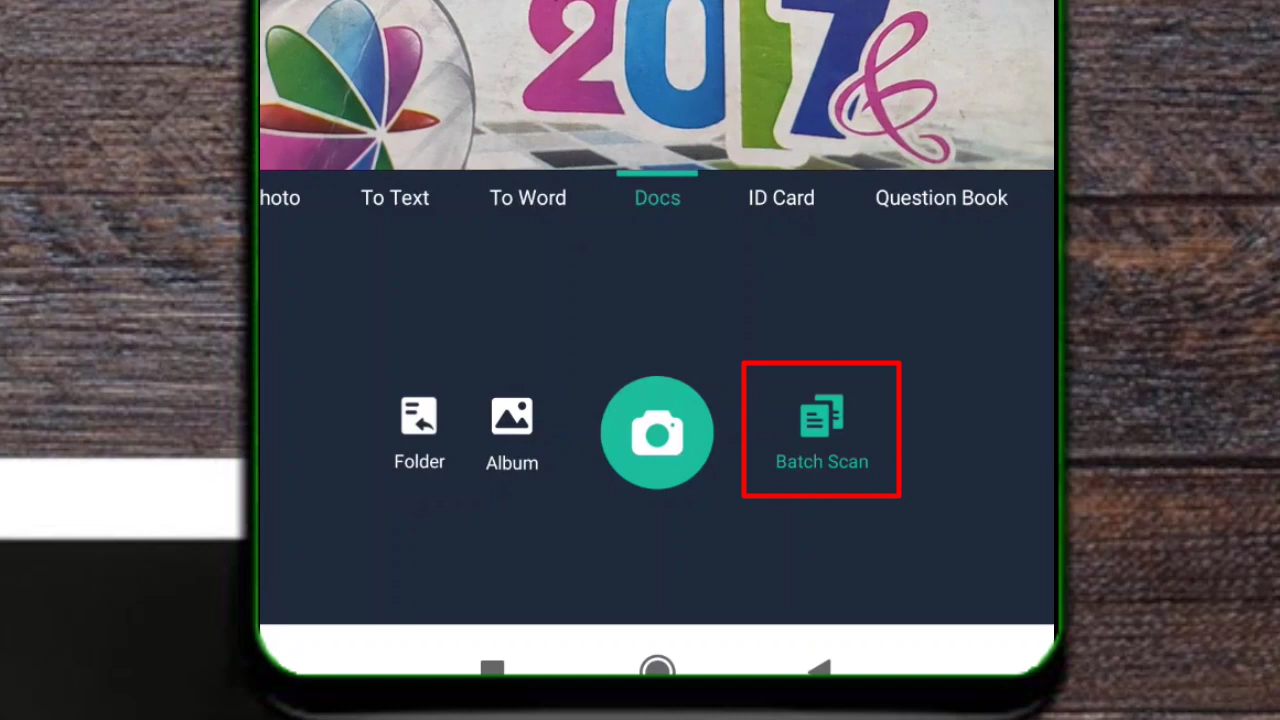 2017
hoto
To Text
To Word
Docs
ID Card
Question Book
Folder
Album
Batch Scan